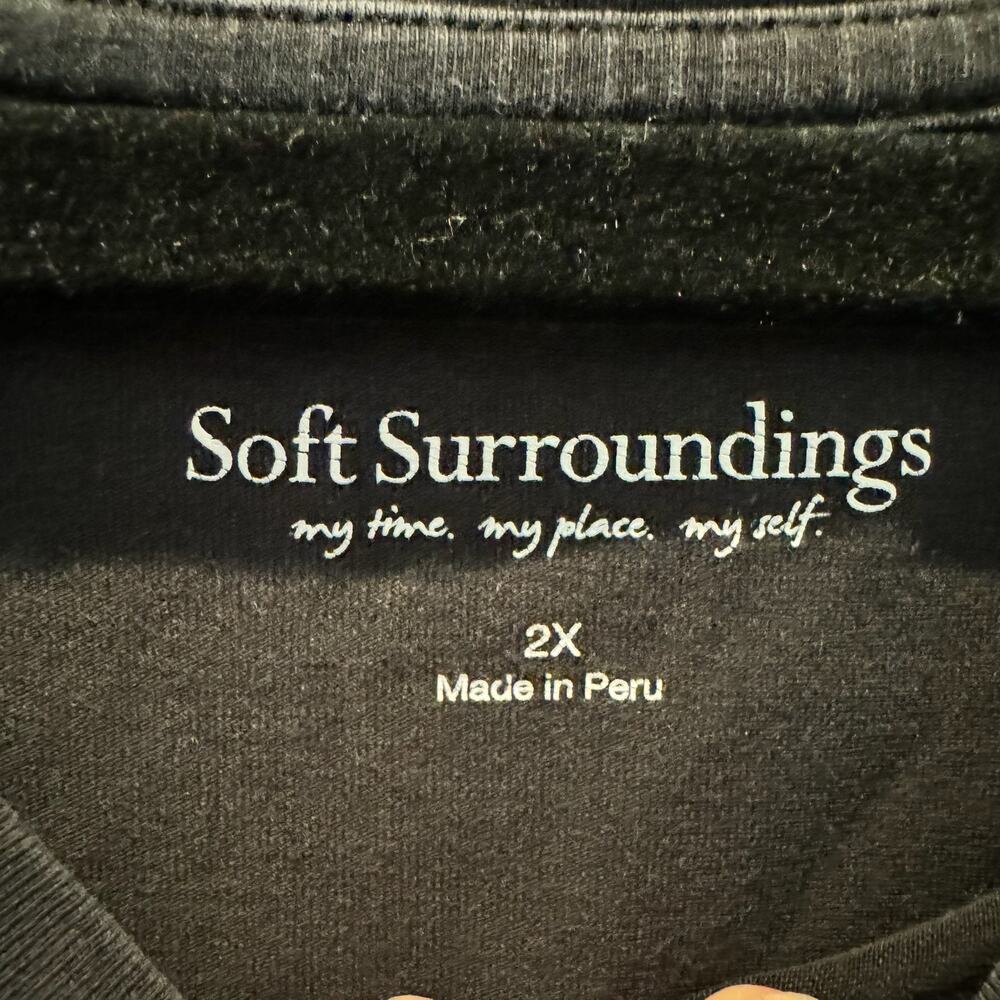 Soft Surroundings
my time. my place. my self.
2X
Made in Peru